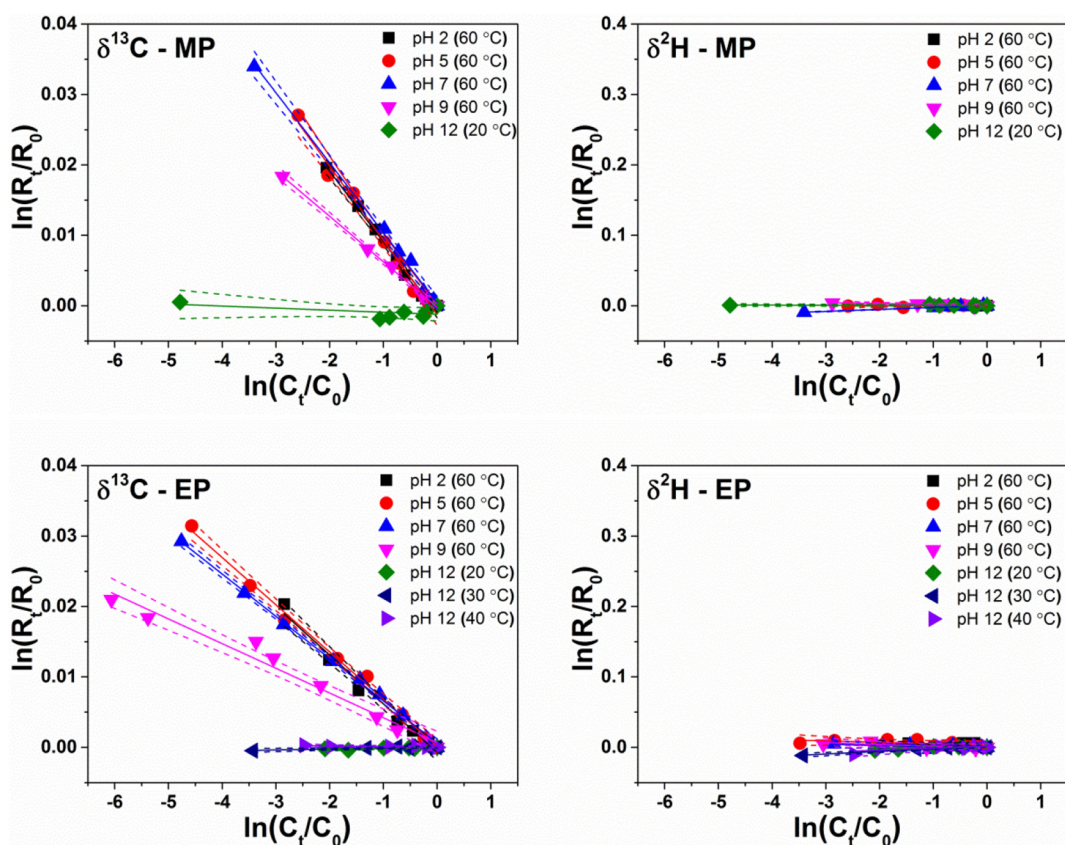 δ¹³C - MP
pH 2 (60 °C)
pH 5 (60 °C)
pH 7 (60 °C)
pH 9 (60 °C)
pH 12 (20 °C)
ln(Rₜ/R₀)
0.04
0.03
0.02
0.01
0.00
-6 -5 -4 -3 -2 -1 0 1
ln(Cₜ/C₀)
δ²H - MP
pH 2 (60 °C)
pH 5 (60 °C)
pH 7 (60 °C)
pH 9 (60 °C)
pH 12 (20 °C)
ln(Rₜ/R₀)
0.4
0.3
0.2
0.1
0.0
-6 -5 -4 -3 -2 -1 0 1
ln(Cₜ/C₀)
δ¹³C - EP
pH 2 (60 °C)
pH 5 (60 °C)
pH 7 (60 °C)
pH 9 (60 °C)
pH 12 (20 °C)
pH 12 (30 °C)
pH 12 (40 °C)
ln(Rₜ/R₀)
0.04
0.03
0.02
0.01
0.00
-6 -5 -4 -3 -2 -1 0 1
ln(Cₜ/C₀)
δ²H - EP
pH 2 (60 °C)
pH 5 (60 °C)
pH 7 (60 °C)
pH 9 (60 °C)
pH 12 (20 °C)
pH 12 (30 °C)
pH 12 (40 °C)
ln(Rₜ/R₀)
0.4
0.3
0.2
0.1
0.0
-6 -5 -4 -3 -2 -1 0 1
ln(Cₜ/C₀)